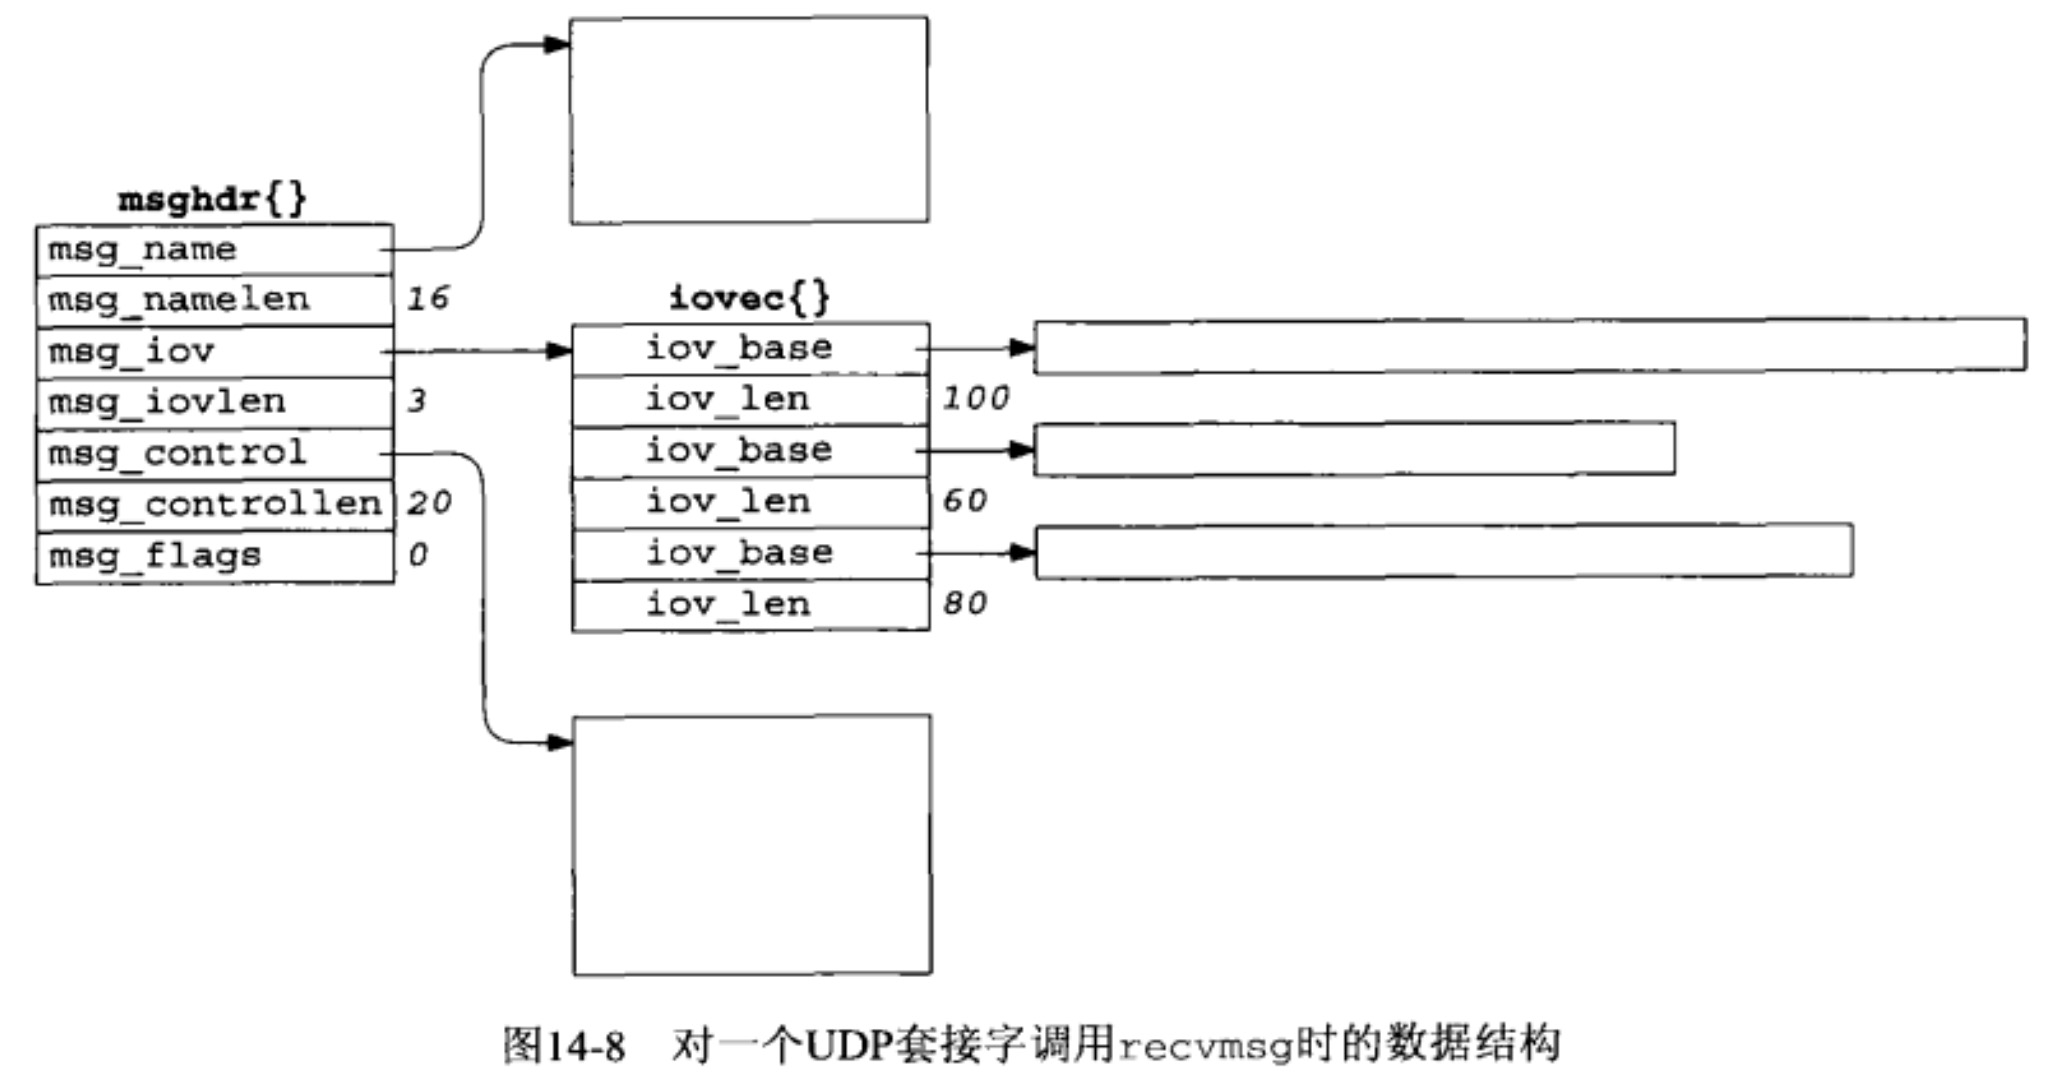 msghdr{}
msg_name
msg_namelen 16
msg_iov
msg_iovlen 3
msg_control
msg_controllen 20
msg_flags 0
iovec{}
iov_base
iov_len 100
iov_base
iov_len 60
iov_base
iov_len 80
图14-8 对一个UDP套接字调用recvmsg时的数据结构